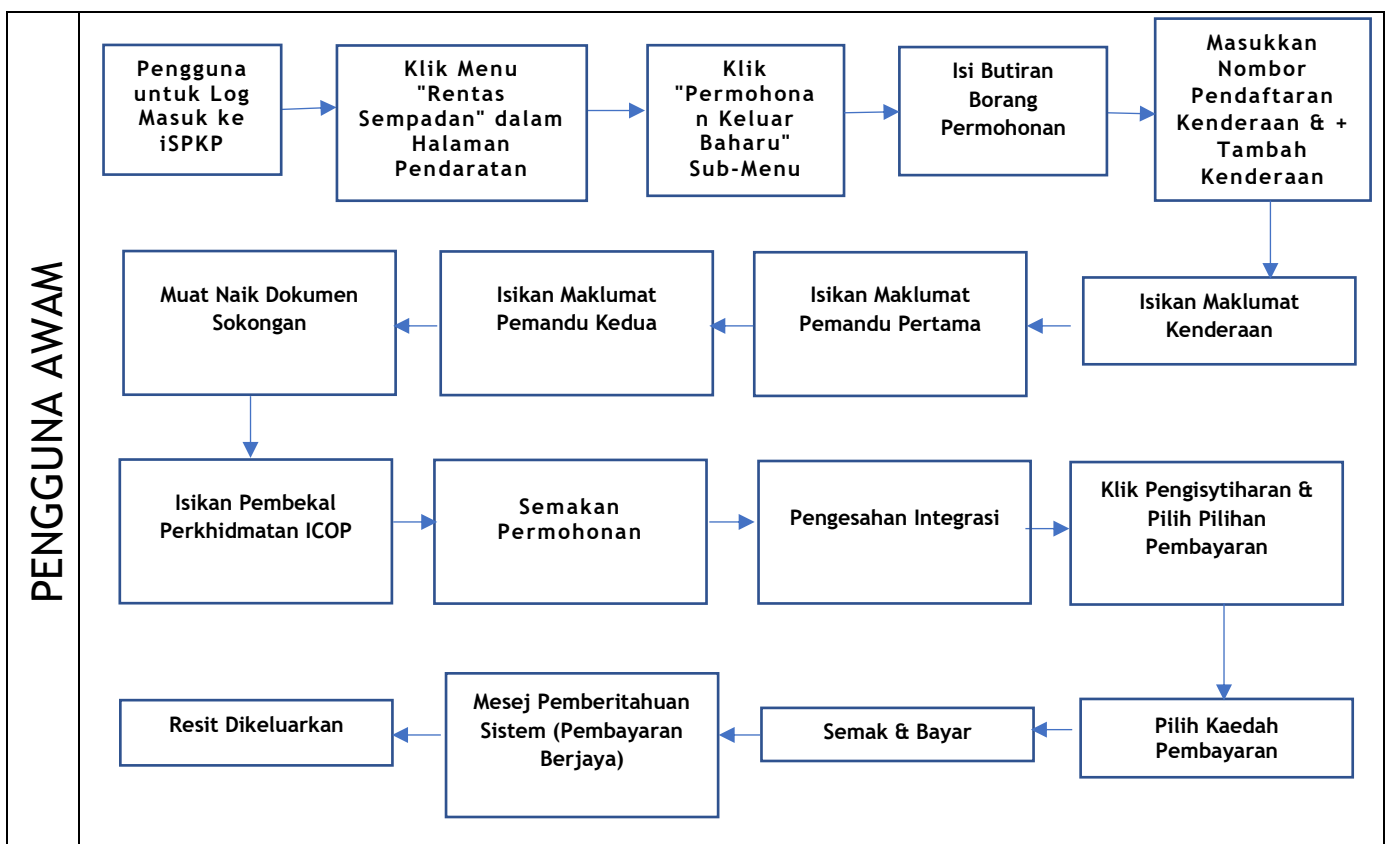 PENGGUNA AWAM
Pengguna
untuk Log
Masuk ke
iSPKP
Klik Menu
"Rentas
Sempadan" dalam
Halaman
Pendaratan
Klik
"Permohona
n Keluar
Baharu"
Sub-Menu
Isi Butiran
Borang
Permohonan
Masukkan
Nombor
Pendaftaran
Kenderaan & +
Tambah
Kenderaan
Isikan Maklumat
Kenderaan
Isikan Maklumat
Pemandu Pertama
Isikan Maklumat
Pemandu Kedua
Muat Naik Dokumen
Sokongan
Isikan Pembekal
Perkhidmatan ICOP
Semakan
Permohonan
Pengesahan Integrasi
Klik Pengisytiharan &
Pilih Pilihan
Pembayaran
Pilih Kaedah
Pembayaran
Semak & Bayar
Mesej Pemberitahuan
Sistem (Pembayaran
Berjaya)
Resit Dikeluarkan